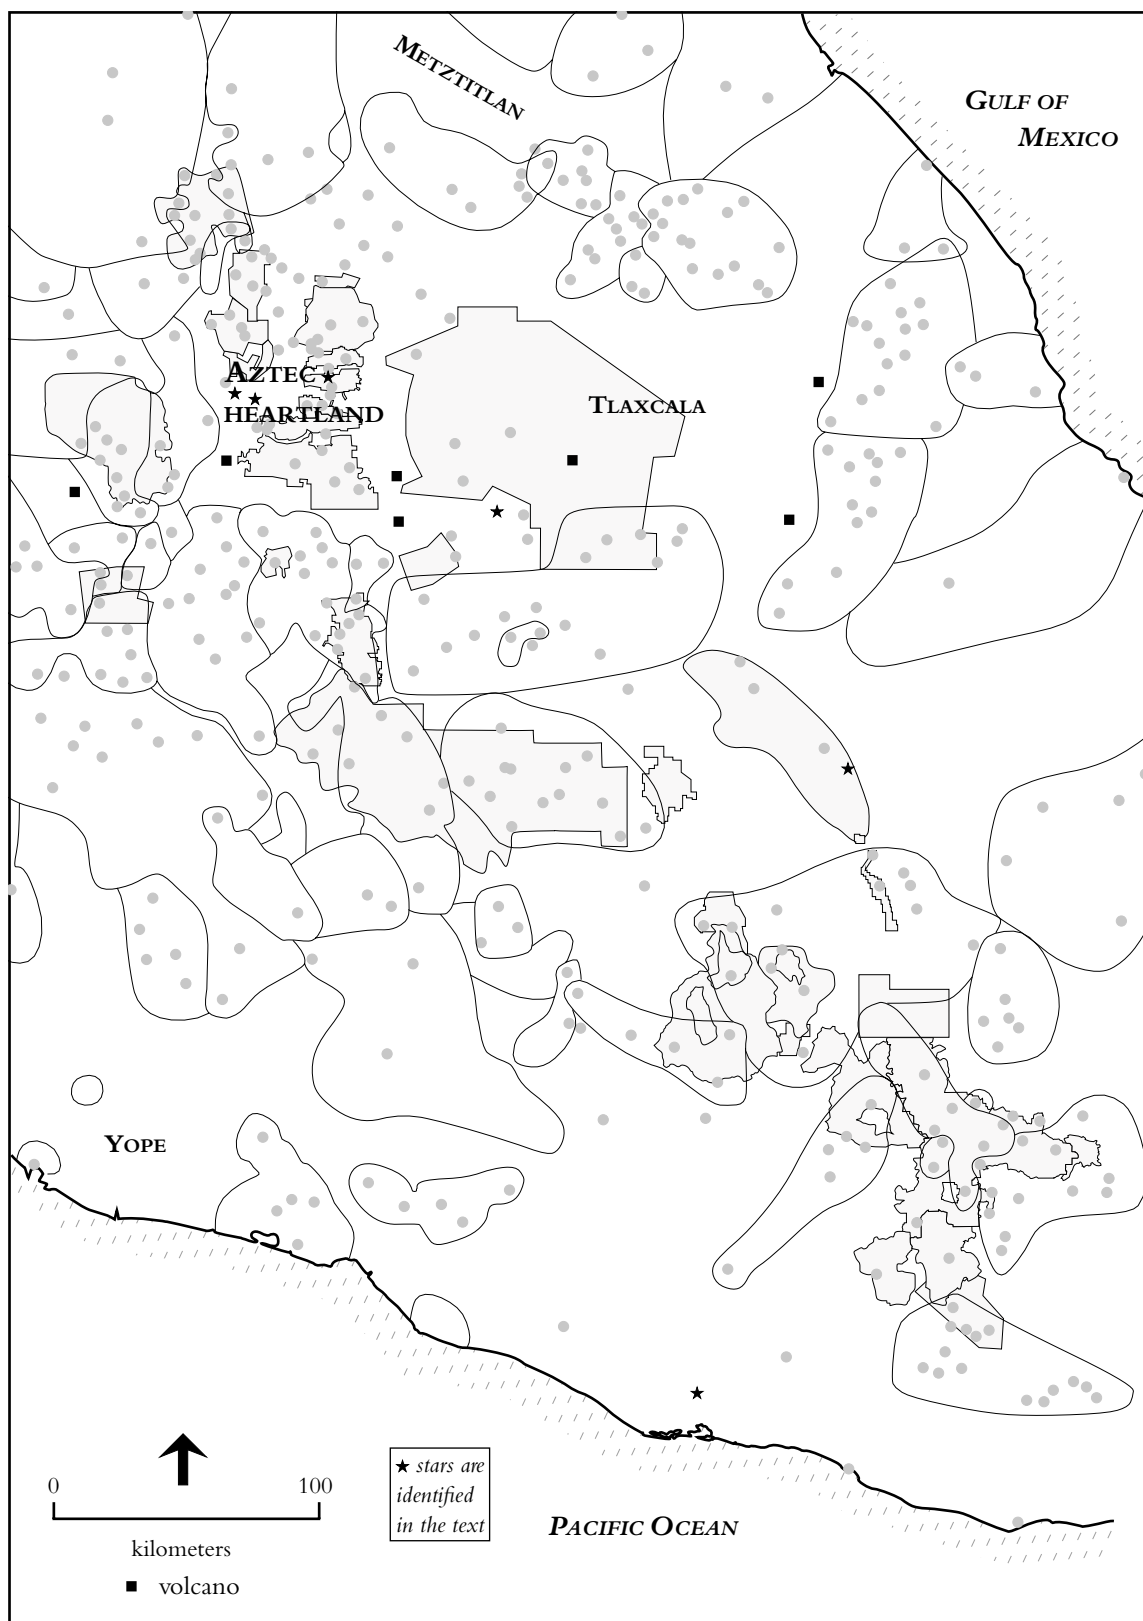 METZTITLAN
GULF OF
MEXICO
AZTEC
HEARTLAND
TLAXCALA
YOPE
0 100
kilometers
volcano
stars are
identified
in the text
PACIFIC OCEAN